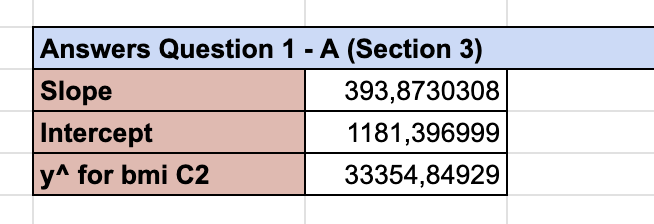 Answers Question 1 - A (Section 3)
Slope 393,8730308
Intercept 1181,396999
y^ for bmi C2 33354,84929